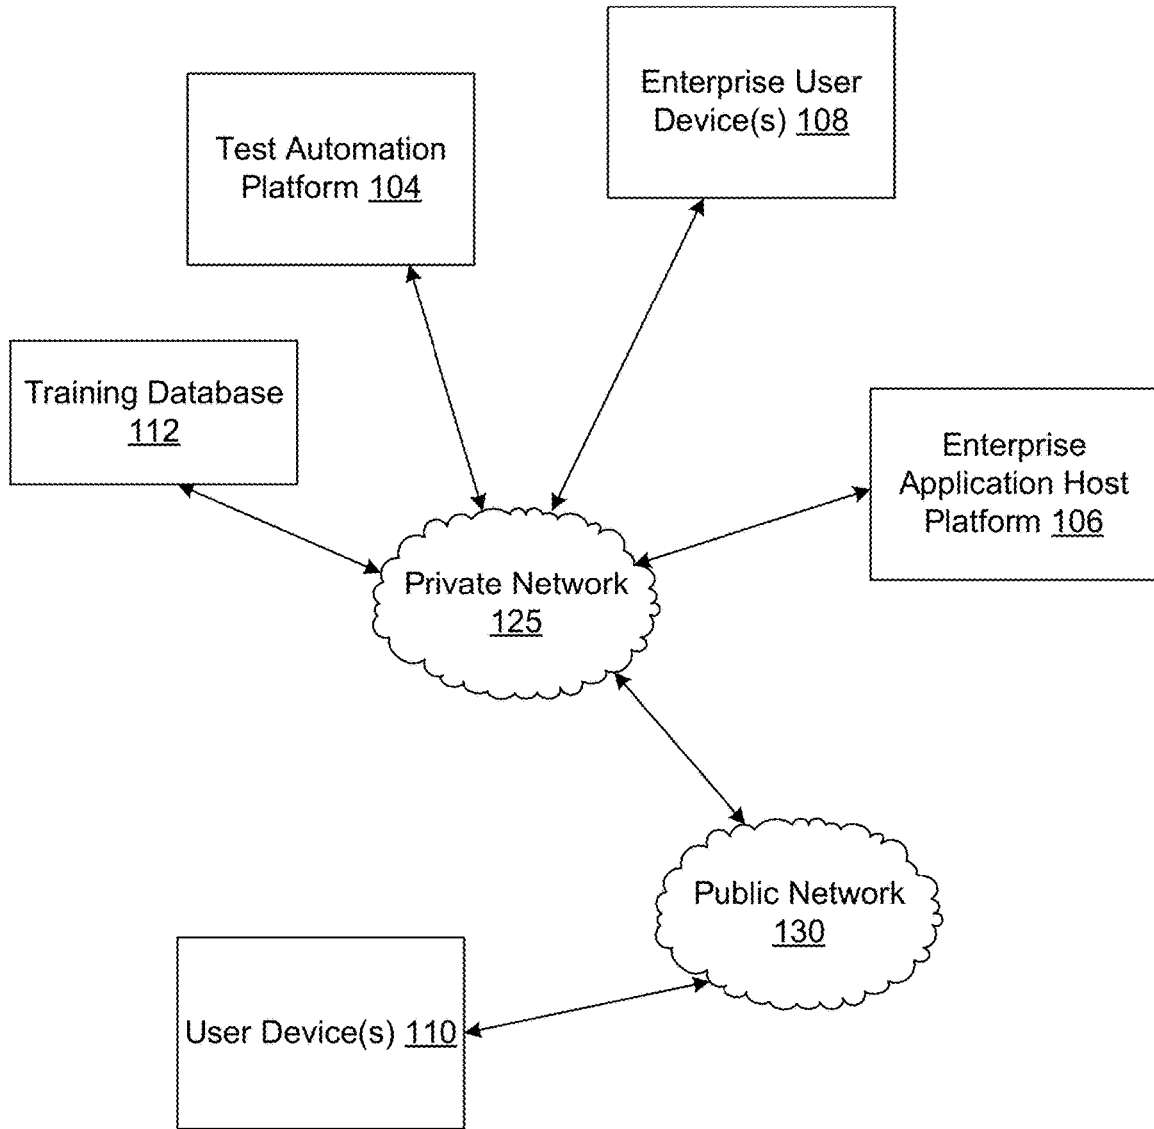 Enterprise User
Device(s) 108
Test Automation
Platform 104
Training Database
112
Enterprise
Application Host
Platform 106
Private Network
125
Public Network
130
User Device(s) 110